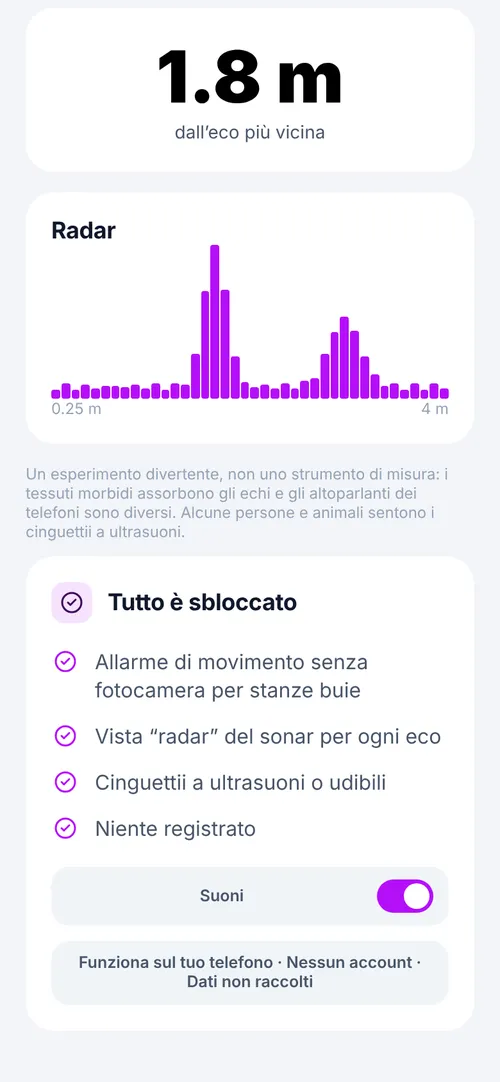 1.8 m
dall’eco più vicina
Radar
0.25 m
4 m
Un esperimento divertente, non uno strumento di misura: i
tessuti morbidi assorbono gli echi e gli altoparlanti dei
telefoni sono diversi. Alcune persone e animali sentono i
cinguettii a ultrasuoni.
Tutto è sbloccato
Allarme di movimento senza
fotocamera per stanze buie
Vista “radar” del sonar per ogni eco
Cinguettii a ultrasuoni o udibili
Niente registrato
Suoni
Funziona sul tuo telefono · Nessun account ·
Dati non raccolti